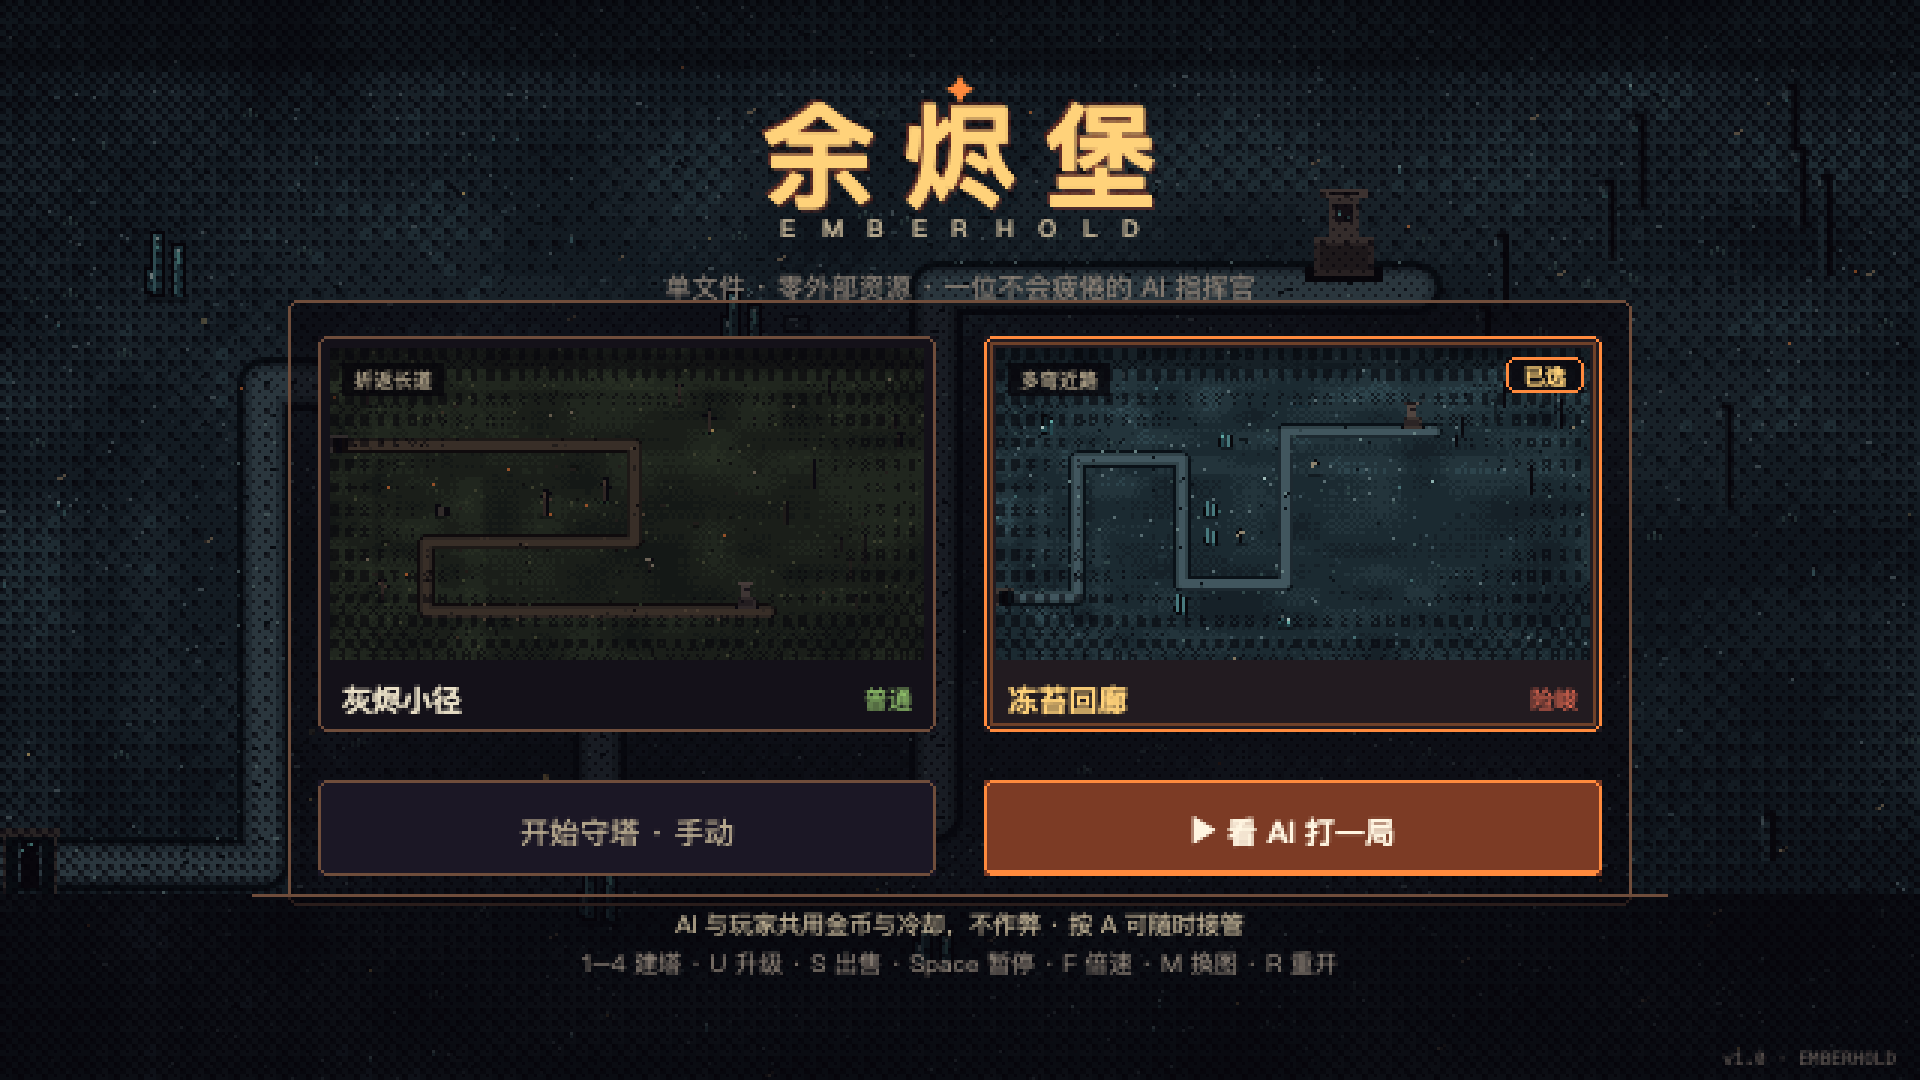 余烬堡
EMBERHOLD
单文件 · 零外部资源 · 一位不会疲倦的 AI 指挥官
折返长道
多弯近路
已选
灰烬小径
普通
冻苔回廊
险峻
开始守塔 · 手动
▶ 看 AI 打一局
AI 与玩家共用金币与冷却，不作弊 · 按 A 可随时接管
1–4 建塔 · U 升级 · S 出售 · Space 暂停 · F 倍速 · M 换图 · R 重开
v1.0 · EMBERHOLD